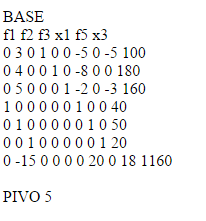 BASE
f1 f2 f3 x1 f5 x3
0 3 0 1 0 0 -5 0 -5 100
0 4 0 0 1 0 -8 0 0 180
0 5 0 0 0 1 -2 0 -3 160
1 0 0 0 0 0 1 0 0 40
0 1 0 0 0 0 0 1 0 50
0 0 1 0 0 0 0 0 1 20
0 -15 0 0 0 0 20 0 18 1160
PIVO 5